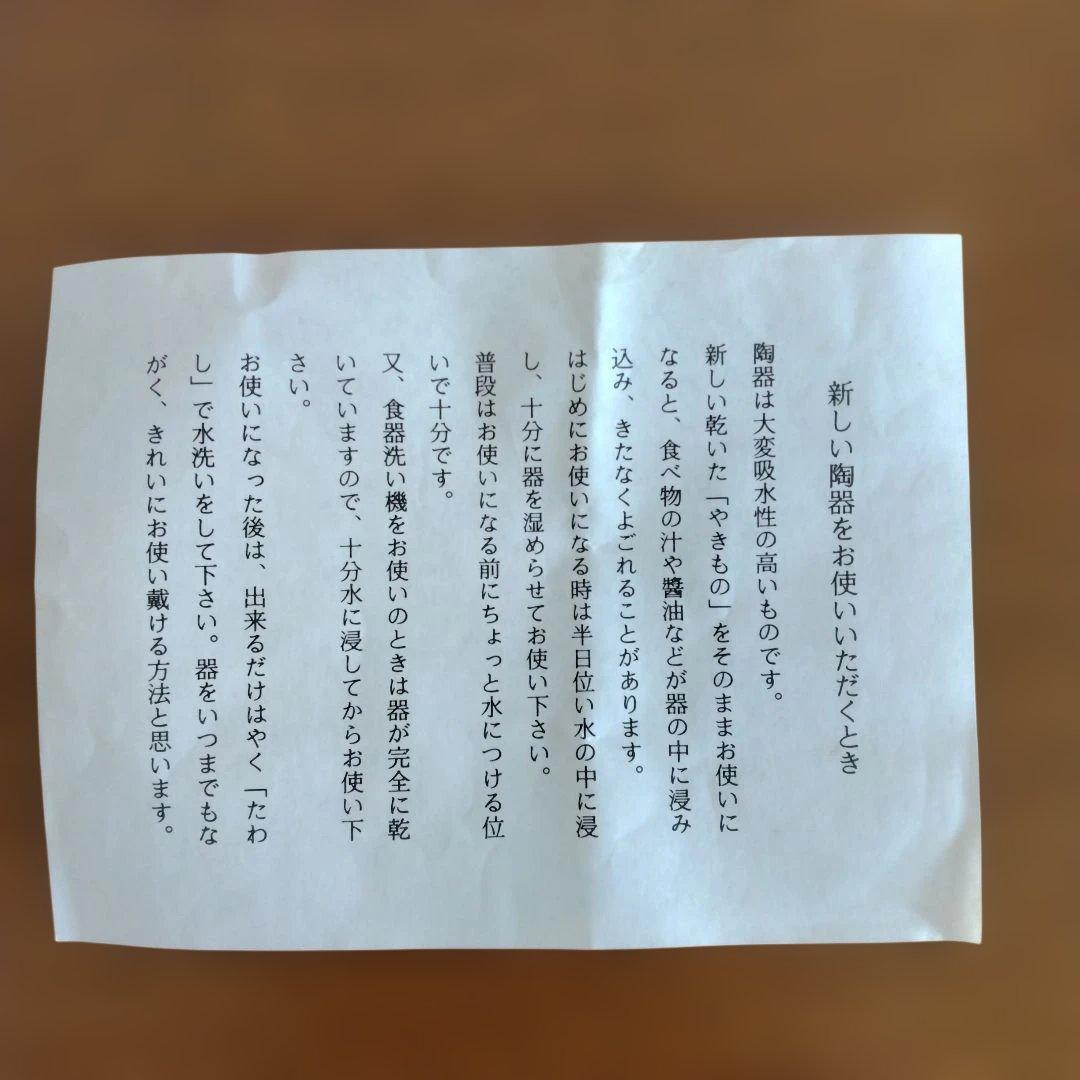 新しい陶器をお使いいただくとき
陶器は大変吸水性の高いものです。
新しい乾いた「やきもの」をそのままお使いに
なると、食べ物の汁や醬油などが器の中に浸み
込み、きたなくよごれることがあります。
はじめにお使いになる時は半日位い水の中に浸
し、十分に器を湿めらせてお使い下さい。
普段はお使いになる前にちょっと水につける位
いで十分です。
又、食器洗い機をお使いのときは器が完全に乾
いていますので、十分水に浸してからお使い下
さい。
お使いになった後は、出来るだけはやく「たわ
し」で水洗いをして下さい。器をいつまでもな
がく、きれいにお使い戴ける方法と思います。